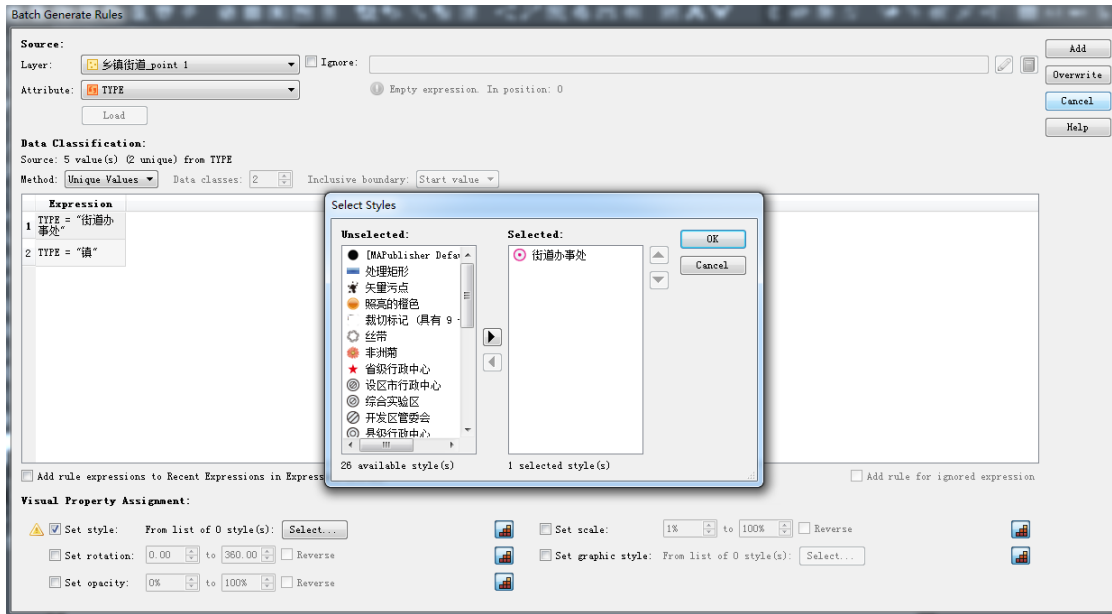 Batch Generate Rules
Source:
Layer: 乡镇街道_point 1 Ignore:
Attribute: TYPE Empty expression. In position: 0
Load
Add
Overwrite
Cancel
Help
Data Classification:
Source: 5 value(s) (2 unique) from TYPE
Method: Unique Values Data classes: 2 Inclusive boundary: Start value
Expression
1 TYPE = "街道办
事处"
2 TYPE = "镇"
Select Styles
Unselected:
[MAPublisher Defa
处理矩形
矢量污点
照亮的橙色
裁切标记 (具有 9 -
丝带
非洲菊
省级行政中心
设区市行政中心
综合实验区
开发区管委会
县级行政中心
26 available style(s)
Selected:
街道办事处
1 selected style(s)
OK
Cancel
Add rule expressions to Recent Expressions in Express
Add rule for ignored expression
Visual Property Assignment:
Set style: From list of 0 style(s): Select... Set scale: 1% to 100% Reverse
Set rotation: 0.00 to 360.00 Reverse Set graphic style: From list of 0 style(s): Select...
Set opacity: 0% to 100% Reverse